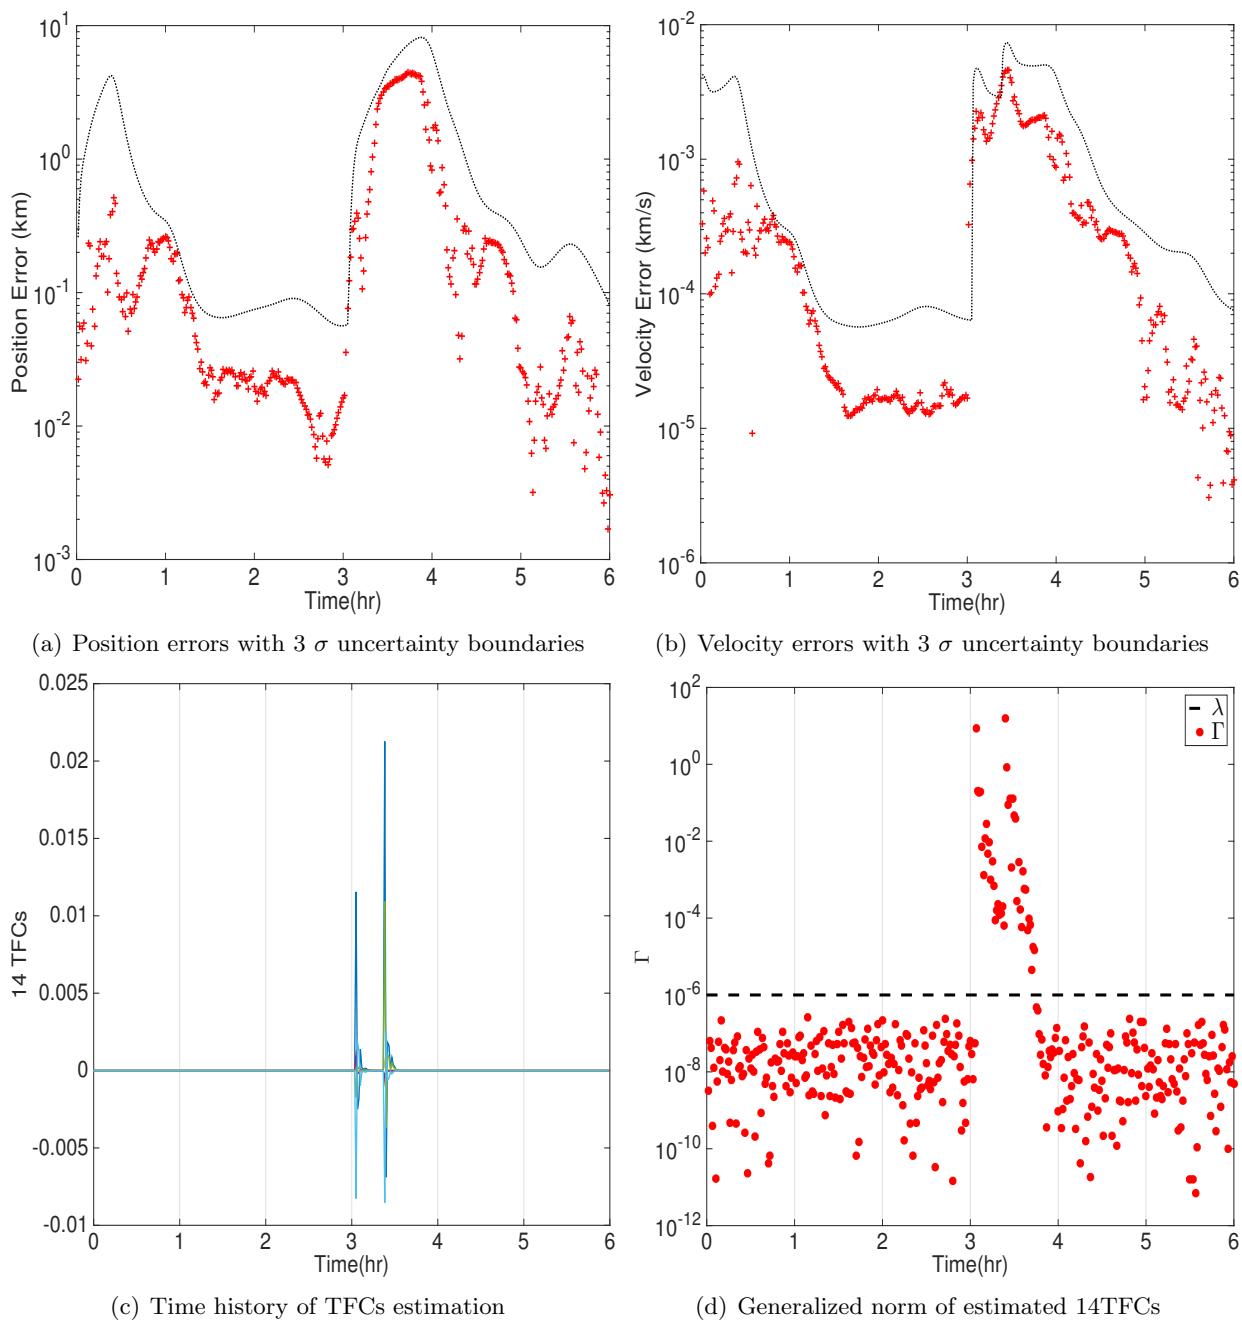 10^1
10^0
10^-1
10^-2
10^-3
Position Error (km)
0 1 2 3 4 5 6
Time(hr)
10^-2
10^-3
10^-4
10^-5
10^-6
Velocity Error (km/s)
0 1 2 3 4 5 6
Time(hr)
(a) Position errors with 3 σ uncertainty boundaries
(b) Velocity errors with 3 σ uncertainty boundaries
0.025
0.02
0.015
0.01
0.005
0
-0.005
-0.01
14 TFCs
0 1 2 3 4 5 6
Time(hr)
10^2
10^0
10^-2
10^-4
10^-6
10^-8
10^-10
10^-12
Γ
λ
Γ
0 1 2 3 4 5 6
Time(hr)
(c) Time history of TFCs estimation
(d) Generalized norm of estimated 14TFCs